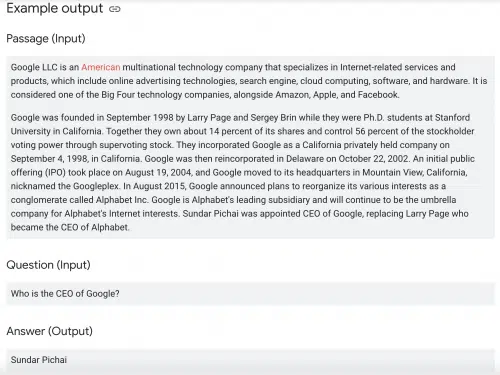 Example output
Passage (Input)
Google LLC is an American multinational technology company that specializes in Internet-related services and
products, which include online advertising technologies, search engine, cloud computing, software, and hardware. It is
considered one of the Big Four technology companies, alongside Amazon, Apple, and Facebook.
Google was founded in September 1998 by Larry Page and Sergey Brin while they were Ph.D. students at Stanford
University in California. Together they own about 14 percent of its shares and control 56 percent of the stockholder
voting power through supervoting stock. They incorporated Google as a California privately held company on
September 4, 1998, in California. Google was then reincorporated in Delaware on October 22, 2002. An initial public
offering (IPO) took place on August 19, 2004, and Google moved to its headquarters in Mountain View, California,
nicknamed the Googleplex. In August 2015, Google announced plans to reorganize its various interests as a
conglomerate called Alphabet Inc. Google is Alphabet's leading subsidiary and will continue to be the umbrella
company for Alphabet's Internet interests. Sundar Pichai was appointed CEO of Google, replacing Larry Page who
became the CEO of Alphabet.
Question (Input)
Who is the CEO of Google?
Answer (Output)
Sundar Pichai